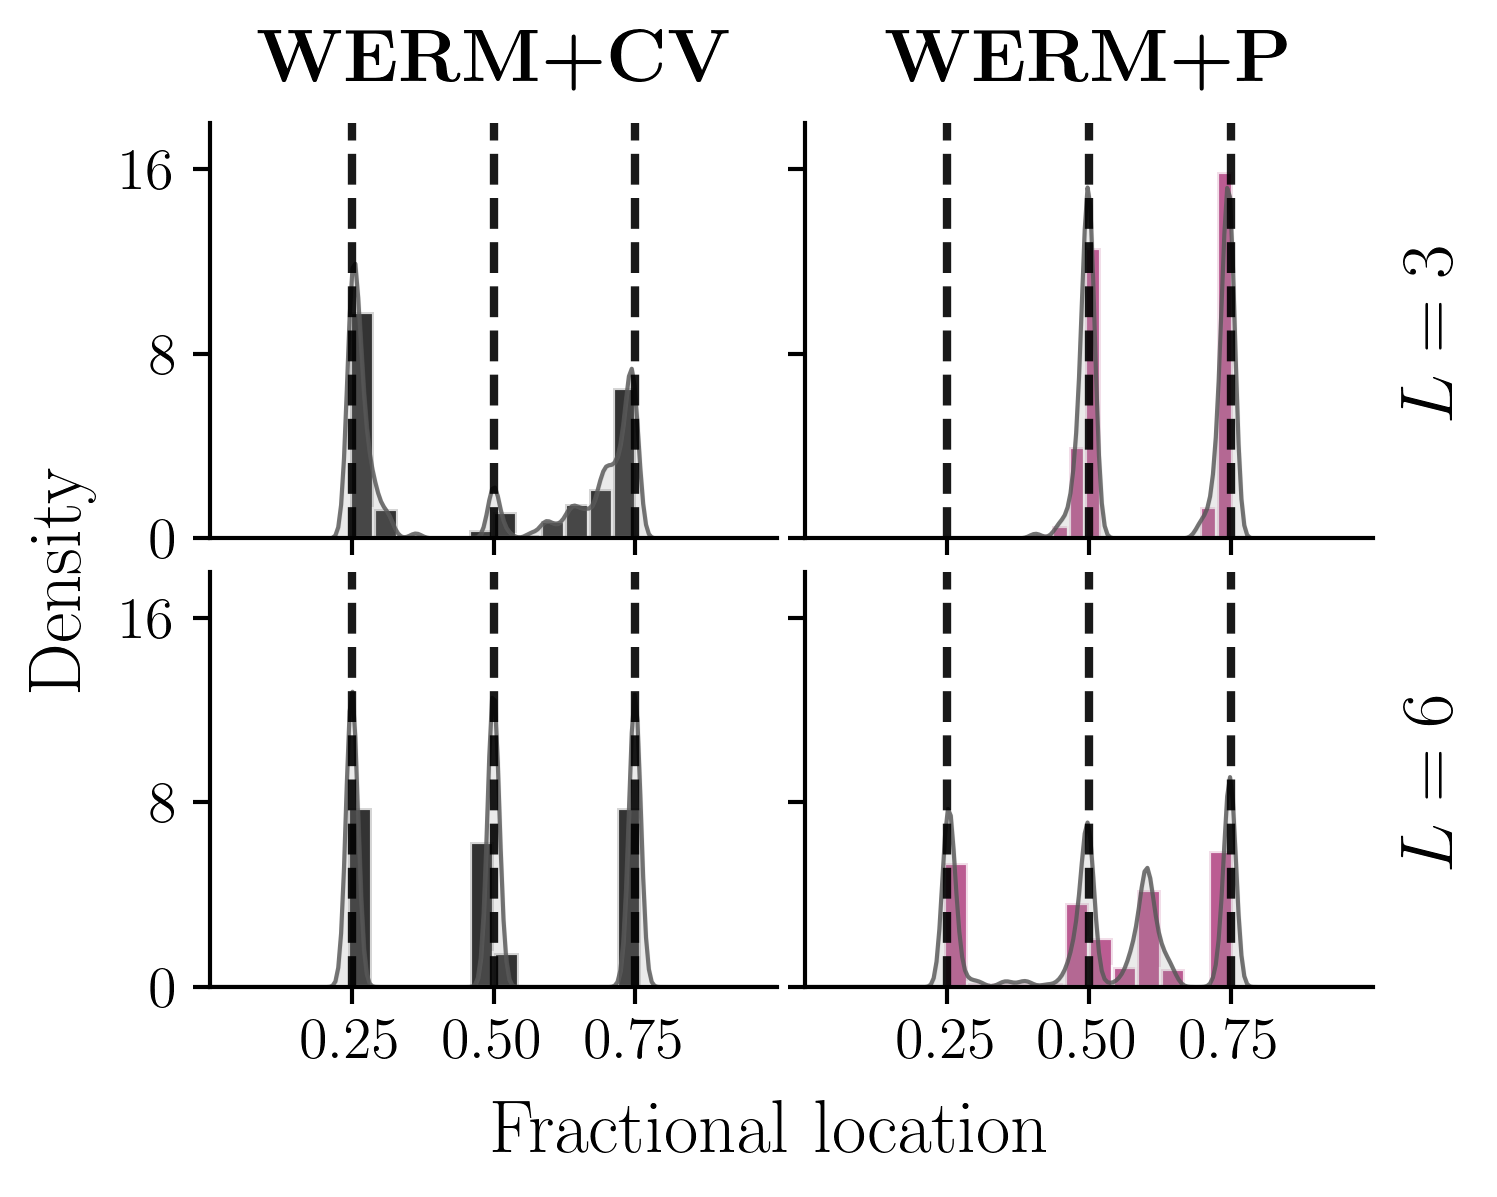 WERM+CV WERM+P
16
8
0
L = 3
Density
16
8
0
L = 6
0.25 0.50 0.75 0.25 0.50 0.75
Fractional location